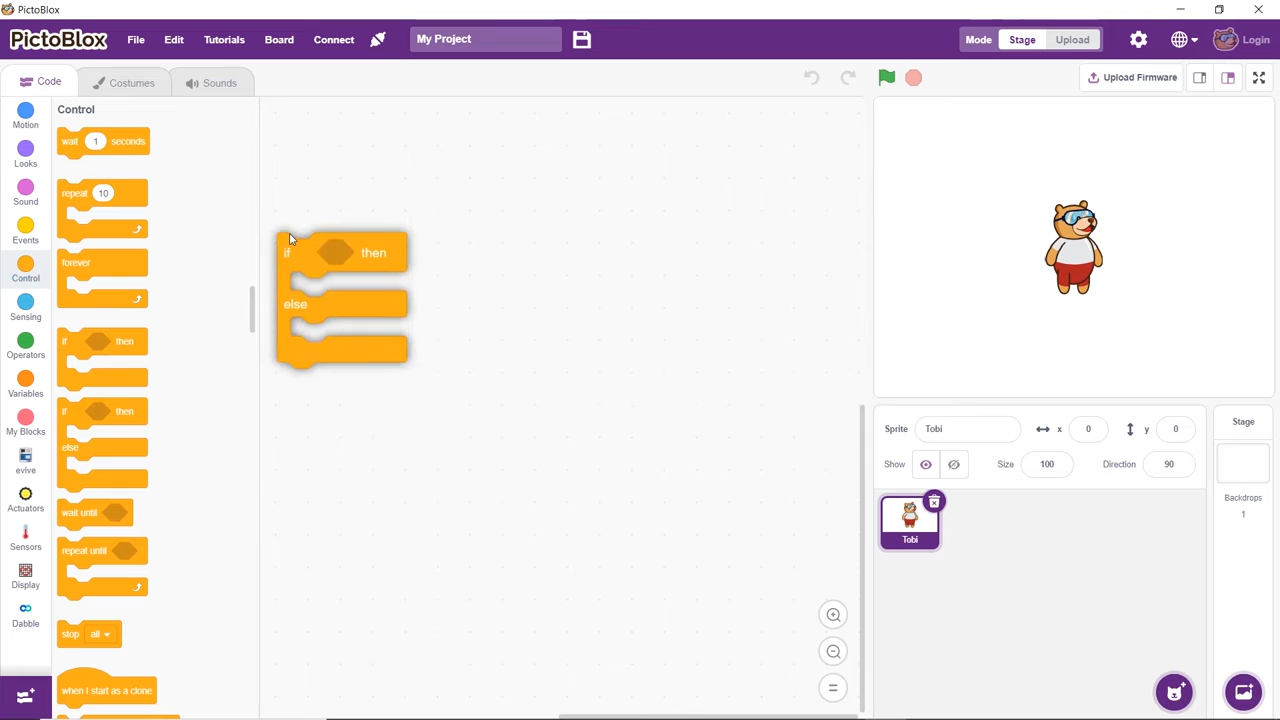 PictoBlox
PictoBlox File Edit Tutorials Board Connect My Project Mode Stage Upload Login
Code Costumes Sounds Upload Firmware
Motion
Looks
Sound
Events
Control
Sensing
Operators
Variables
My Blocks
evive
Actuators
Sensors
Display
Dabble
Control
wait 1 seconds
repeat 10
forever
if then
if then
else
wait until
repeat until
stop all
when I start as a clone
if then
else
Sprite Tobi x 0 y 0
Show Size 100 Direction 90
Tobi
Stage
Backdrops
1